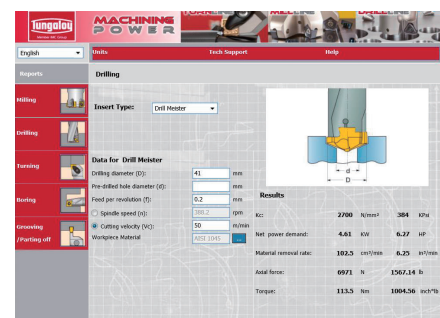 Tungaloy
MACHINING
POWER
English
Units
Tech Support
Help
Reports
Drilling
Milling
Insert Type:
Drill Meister
Drilling
Turning
Data for Drill Meister
Drilling diameter (D):
41
mm
Pre-drilled hole diameter (d):
mm
Feed per revolution (f):
0.2
mm
Spindle speed (n):
388.2
rpm
Cutting velocity (Vc):
50
m/min
Workpiece Material
AISI 1045
...
Boring
Grooving
/Parting off
d
D
Results
Kc:
2700 N/mm² 384 KPsi
Net power demand: 4.61 KW 6.27 HP
Material removal rate: 102.5 cm³/min 6.25 in³/min
Axial force: 6971 N 1567.14 lb
Torque: 113.5 Nm 1004.56 inch*lb